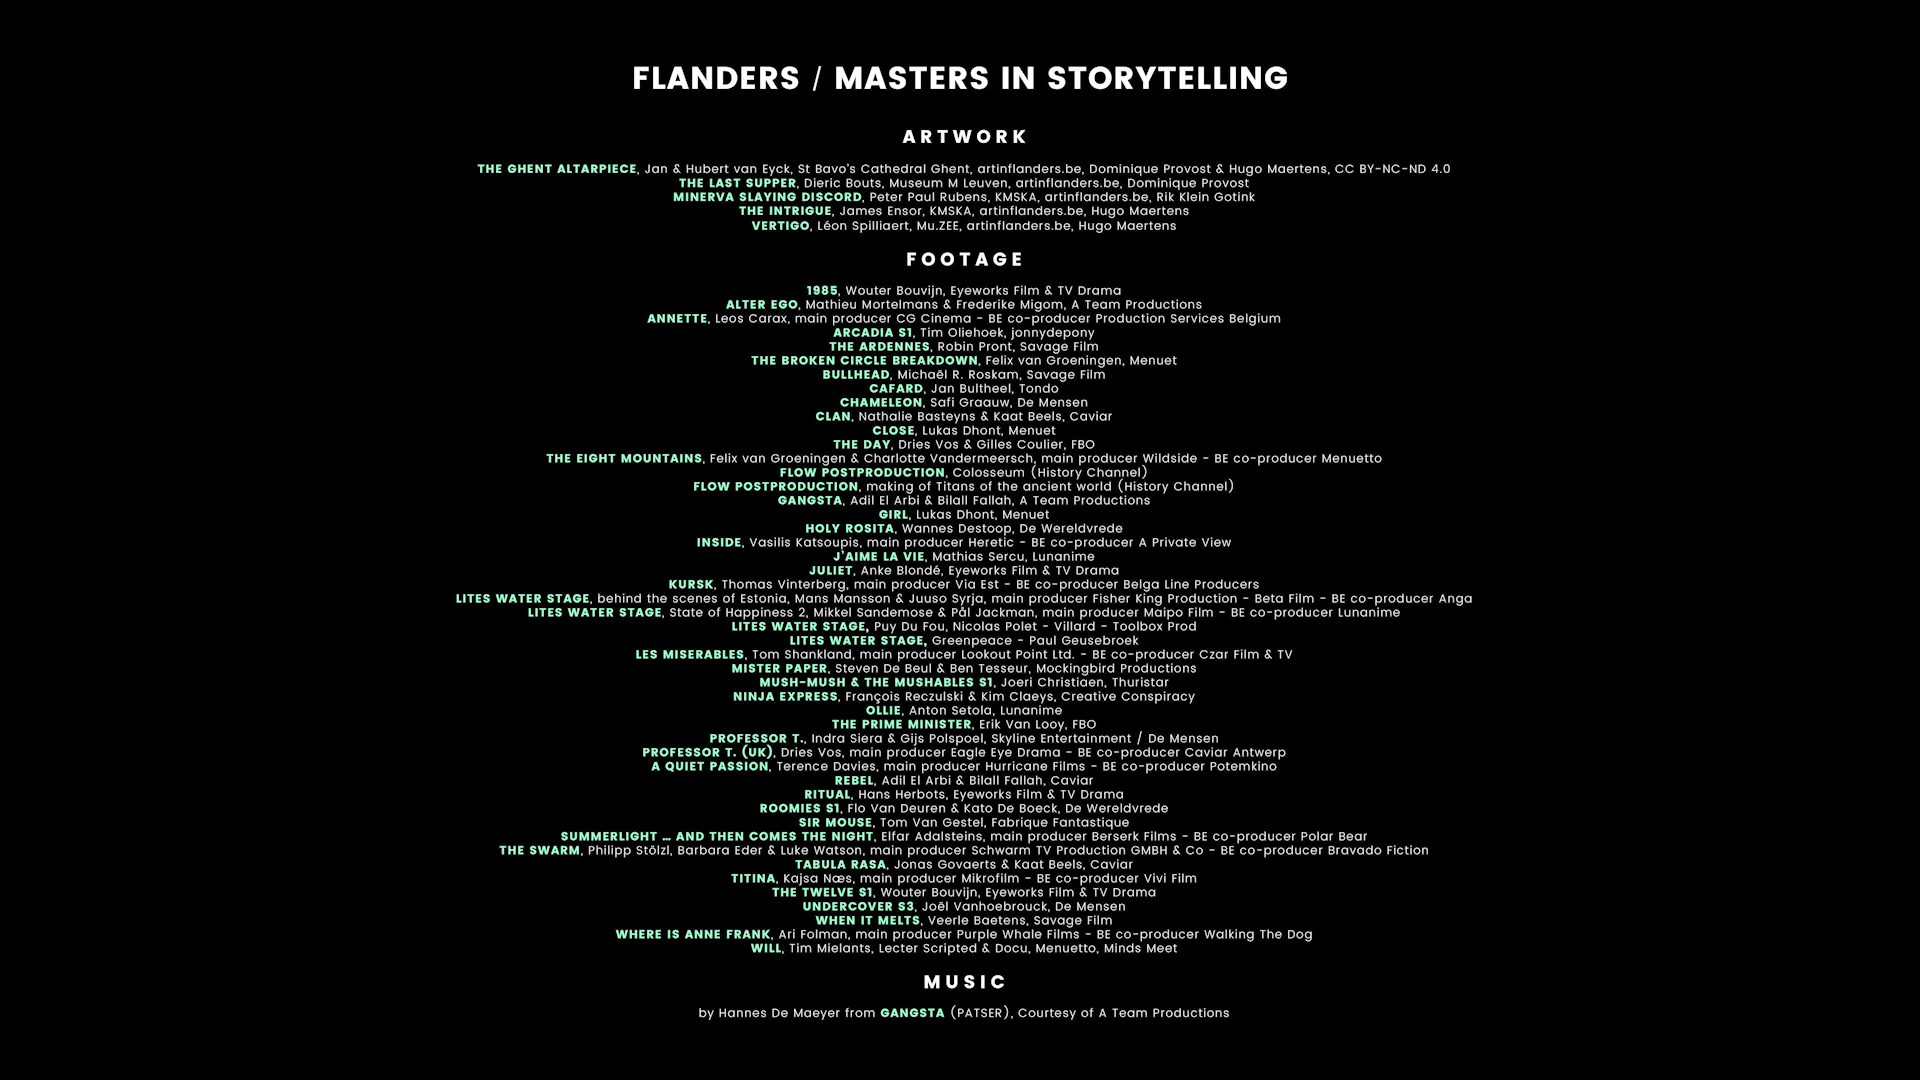 FLANDERS / MASTERS IN STORYTELLING
ARTWORK
THE GHENT ALTARPIECE, Jan & Hubert van Eyck, St Bavo's Cathedral Ghent, artinflanders.be, Dominique Provost & Hugo Maertens, CC BY-NC-ND 4.0
THE LAST SUPPER, Dieric Bouts, Museum M Leuven, artinflanders.be, Dominique Provost
MINERVA SLAYING DISCORD, Peter Paul Rubens, KMSKA, artinflanders.be, Rik Klein Gotink
THE INTRIGUE, James Ensor, KMSKA, artinflanders.be, Hugo Maertens
VERTIGO, Léon Spilliaert, Mu.ZEE, artinflanders.be, Hugo Maertens
FOOTAGE
1985, Wouter Bouvijn, Eyeworks Film & TV Drama
ALTER EGO, Mathieu Mortelmans & Frederike Migom, A Team Productions
ANNETTE, Leos Carax, main producer CG Cinema - BE co-producer Production Services Belgium
ARCADIA S1, Tim Oliehoek, jonnydepony
THE ARDENNES, Robin Pront, Savage Film
THE BROKEN CIRCLE BREAKDOWN, Felix van Groeningen, Menuet
BULLHEAD, Michaël R. Roskam, Savage Film
CAFARD, Jan Bultheel, Tondo
CHAMELEON, Safi Graauw, De Mensen
CLAN, Nathalie Basteyns & Kaat Beels, Caviar
CLOSE, Lukas Dhont, Menuet
THE DAY, Dries Vos & Gilles Coulier, FBO
THE EIGHT MOUNTAINS, Felix van Groeningen & Charlotte Vandermeersch, main producer Wildside - BE co-producer Menuetto
FLOW POSTPRODUCTION, Colosseum (History Channel)
FLOW POSTPRODUCTION, making of Titans of the ancient world (History Channel)
GANGSTA, Adil El Arbi & Bilall Fallah, A Team Productions
GIRL, Lukas Dhont, Menuet
HOLY ROSITA, Wannes Destoop, De Wereldvrede
INSIDE, Vasilis Katsoupis, main producer Heretic - BE co-producer A Private View
J'AIME LA VIE, Mathias Sercu, Lunanime
JULIET, Anke Blondé, Eyeworks Film & TV Drama
KURSK, Thomas Vinterberg, main producer Via Est - BE co-producer Belga Line Producers
LITES WATER STAGE, behind the scenes of Estonia, Mans Mansson & Juuso Syrja, main producer Fisher King Production - Beta Film - BE co-producer Anga
LITES WATER STAGE, State of Happiness 2, Mikkel Sandemose & Pål Jackman, main producer Maipo Film - BE co-producer Lunanime
LITES WATER STAGE, Puy Du Fou, Nicolas Polet - Villard - Toolbox Prod
LITES WATER STAGE, Greenpeace - Paul Geusebroek
LES MISERABLES, Tom Shankland, main producer Lookout Point Ltd. - BE co-producer Czar Film & TV
MISTER PAPER, Steven De Beul & Ben Tesseur, Mockingbird Productions
MUSH-MUSH & THE MUSHABLES S1, Joeri Christiaen, Thuristar
NINJA EXPRESS, François Reczulski & Kim Claeys, Creative Conspiracy
OLLIE, Anton Setola, Lunanime
THE PRIME MINISTER, Erik Van Looy, FBO
PROFESSOR T., Indra Siera & Gijs Polspoel, Skyline Entertainment / De Mensen
PROFESSOR T. (UK), Dries Vos, main producer Eagle Eye Drama - BE co-producer Caviar Antwerp
A QUIET PASSION, Terence Davies, main producer Hurricane Films - BE co-producer Potemkino
REBEL, Adil El Arbi & Bilall Fallah, Caviar
RITUAL, Hans Herbots, Eyeworks Film & TV Drama
ROOMIES S1, Flo Van Deuren & Kato De Boeck, De Wereldvrede
SIR MOUSE, Tom Van Gestel, Fabrique Fantastique
SUMMERLIGHT ... AND THEN COMES THE NIGHT, Elfar Adalsteins, main producer Berserk Films - BE co-producer Polar Bear
THE SWARM, Philipp Stölzl, Barbara Eder & Luke Watson, main producer Schwarm TV Production GMBH & Co - BE co-producer Bravado Fiction
TABULA RASA, Jonas Govaerts & Kaat Beels, Caviar
TITINA, Kajsa Næs, main producer Mikrofilm - BE co-producer Vivi Film
THE TWELVE S1, Wouter Bouvijn, Eyeworks Film & TV Drama
UNDERCOVER S3, Joël Vanhoebrouck, De Mensen
WHEN IT MELTS, Veerle Baetens, Savage Film
WHERE IS ANNE FRANK, Ari Folman, main producer Purple Whale Films - BE co-producer Walking The Dog
WILL, Tim Mielants, Lecter Scripted & Docu, Menuetto, Minds Meet
MUSIC
by Hannes De Maeyer from GANGSTA (PATSER), Courtesy of A Team Productions